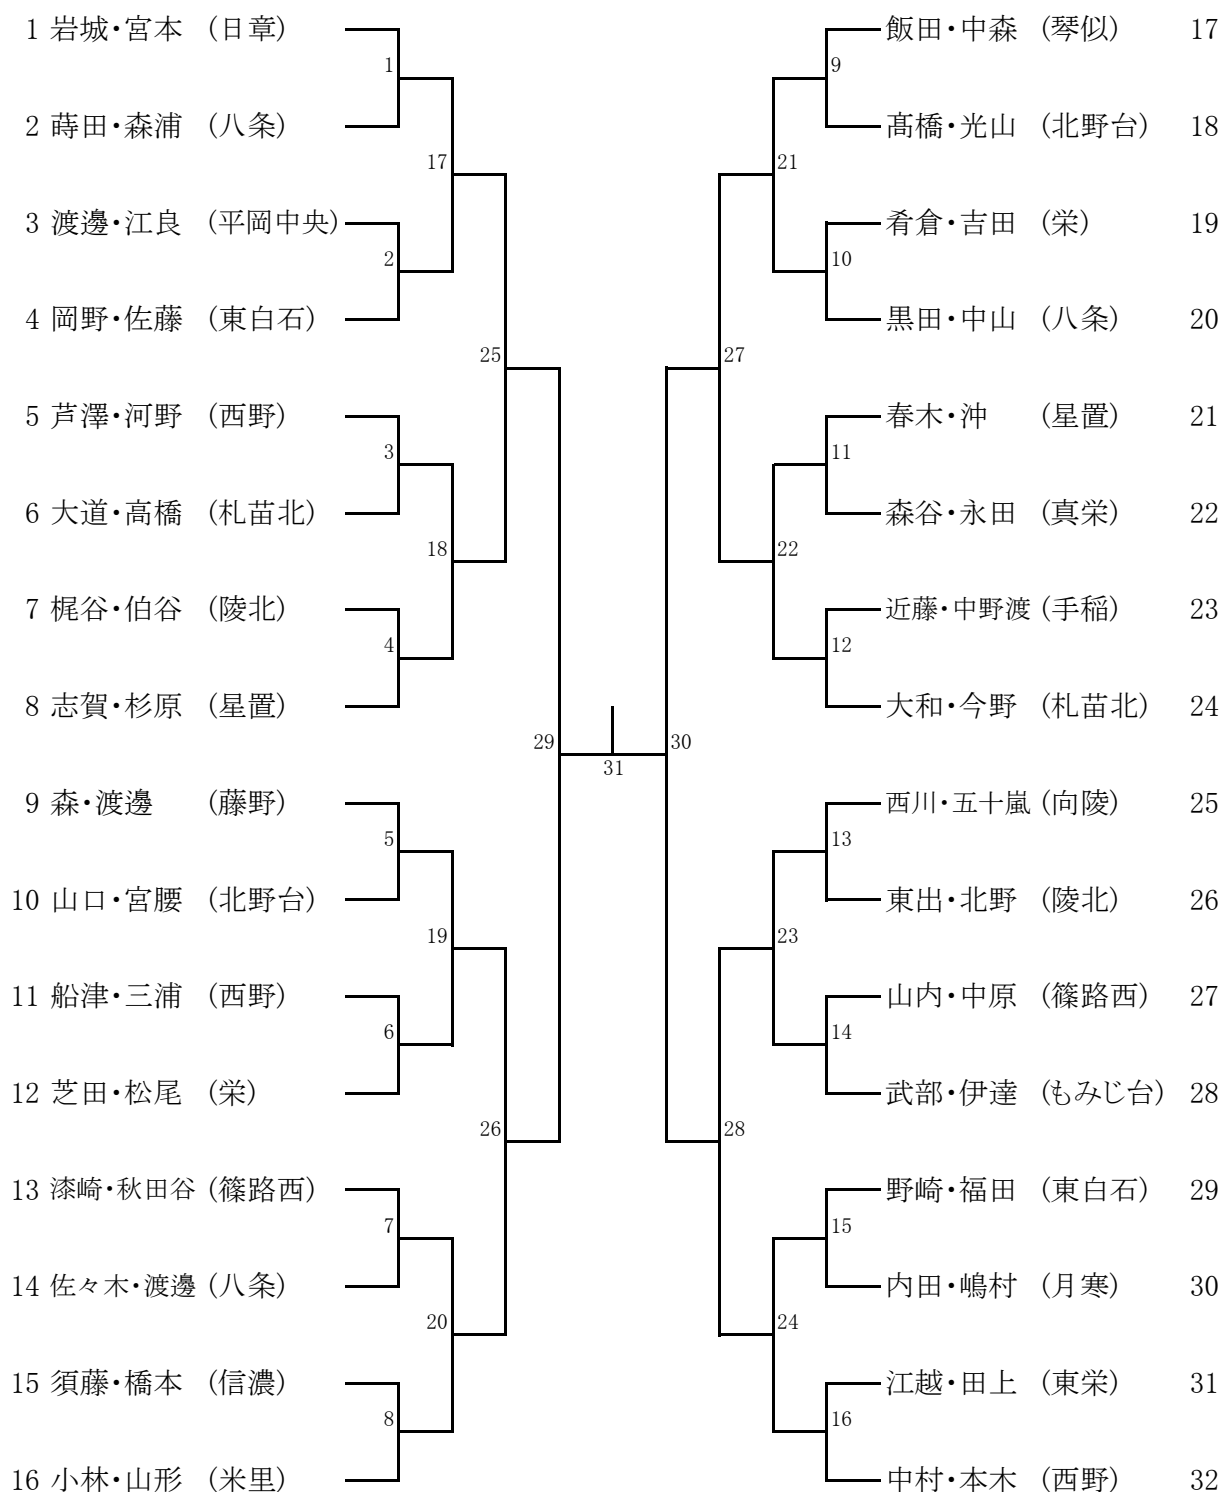 1 岩城・宮本 (日章)
飯田・中森 (琴似) 17
1
9
2 蒔田・森浦 (八条)
髙橋・光山 (北野台) 18
17
21
3 渡邊・江良 (平岡中央)
肴倉・吉田 (栄) 19
2
10
4 岡野・佐藤 (東白石)
黒田・中山 (八条) 20
25
27
5 芦澤・河野 (西野)
春木・沖 (星置) 21
3
11
6 大道・高橋 (札苗北)
森谷・永田 (真栄) 22
18
22
7 梶谷・伯谷 (陵北)
近藤・中野渡 (手稲) 23
4
12
8 志賀・杉原 (星置)
大和・今野 (札苗北) 24
29
30
31
9 森・渡邊 (藤野)
西川・五十嵐 (向陵) 25
5
13
10 山口・宮腰 (北野台)
東出・北野 (陵北) 26
19
23
11 船津・三浦 (西野)
山内・中原 (篠路西) 27
6
14
12 芝田・松尾 (栄)
武部・伊達 (もみじ台) 28
26
28
13 漆崎・秋田谷 (篠路西)
野崎・福田 (東白石) 29
7
15
14 佐々木・渡邊 (八条)
内田・嶋村 (月寒) 30
20
24
15 須藤・橋本 (信濃)
江越・田上 (東栄) 31
8
16
16 小林・山形 (米里)
中村・本木 (西野) 32